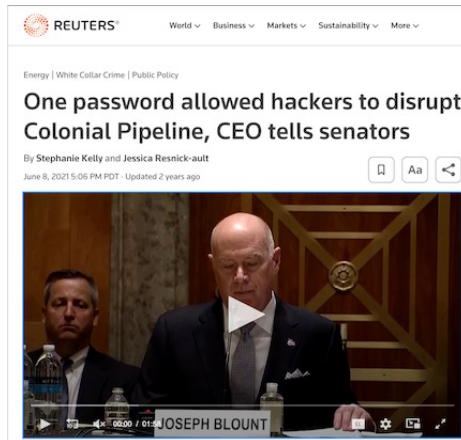 REUTERS®
World Business Markets Sustainability More
Energy | White Collar Crime | Public Policy
One password allowed hackers to disrupt
Colonial Pipeline, CEO tells senators
By Stephanie Kelly and Jessica Resnick-ault
June 8, 2021 5:06 PM PDT · Updated 2 years ago
Aa
00:00 / 01:58
JOSEPH BLOUNT